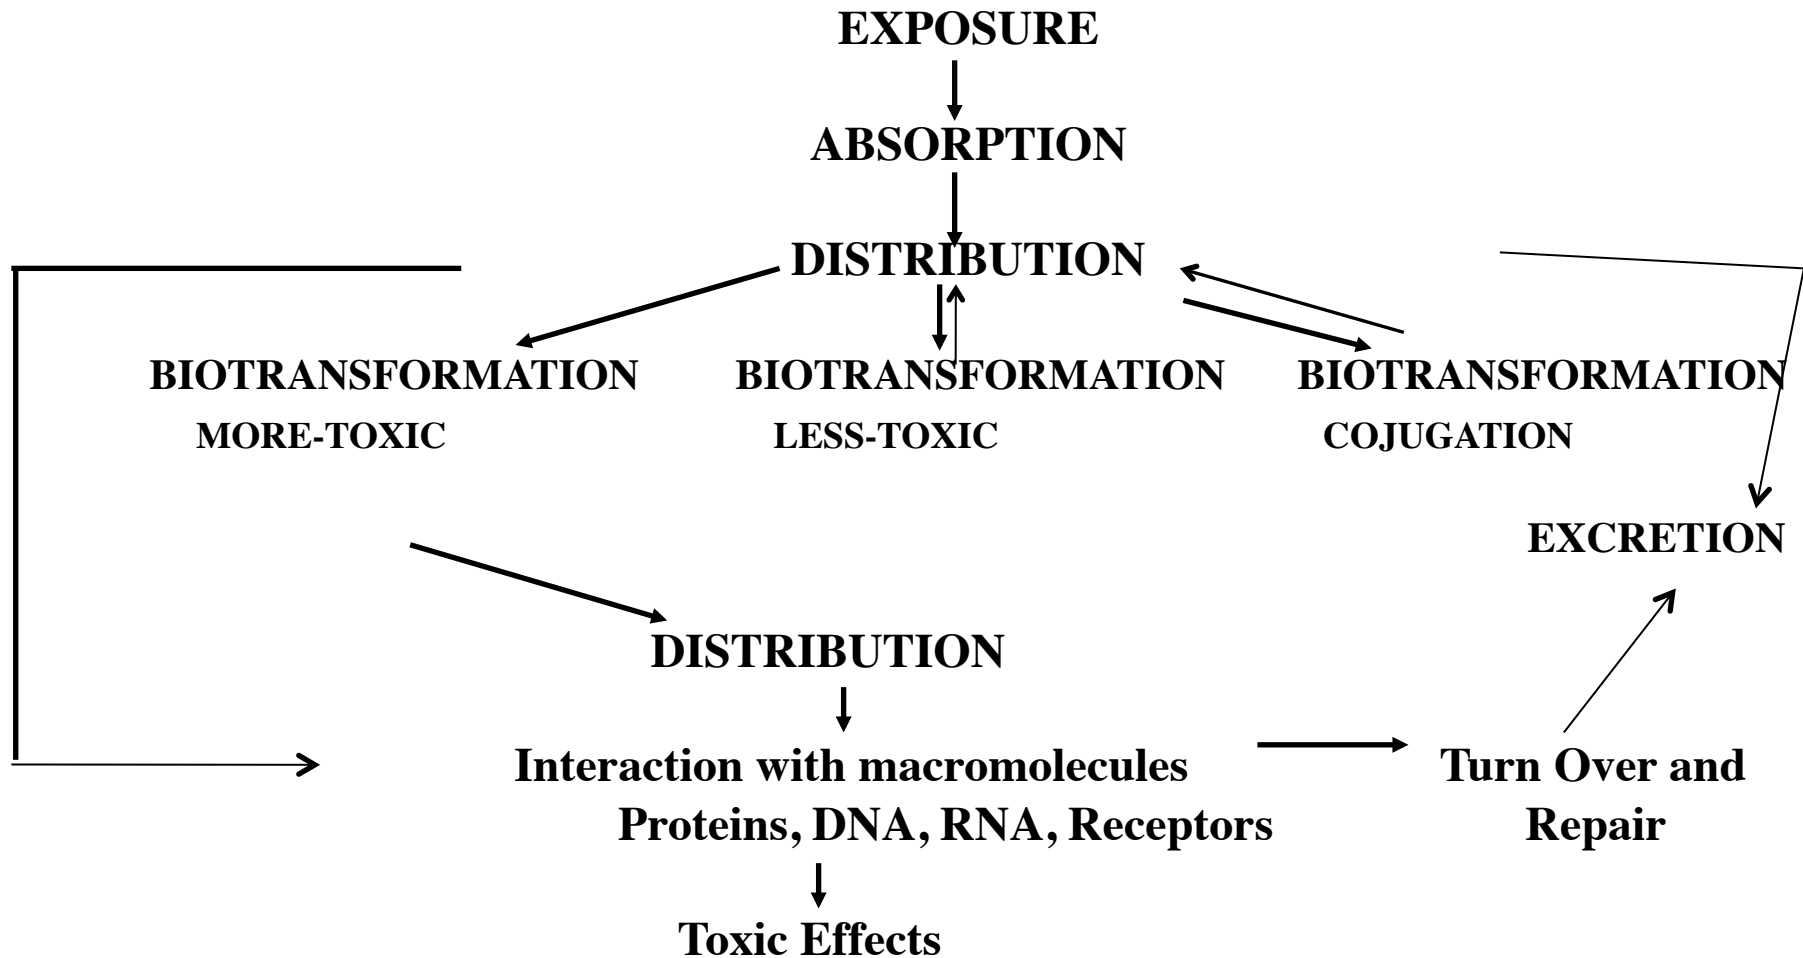 EXPOSURE
ABSORPTION
DISTRIBUTION
BIOTRANSFORMATION BIOTRANSFORMATION BIOTRANSFORMATION
MORE-TOXIC LESS-TOXIC COJUGATION
EXCRETION
DISTRIBUTION
Interaction with macromolecules Turn Over and
Proteins, DNA, RNA, Receptors Repair
Toxic Effects